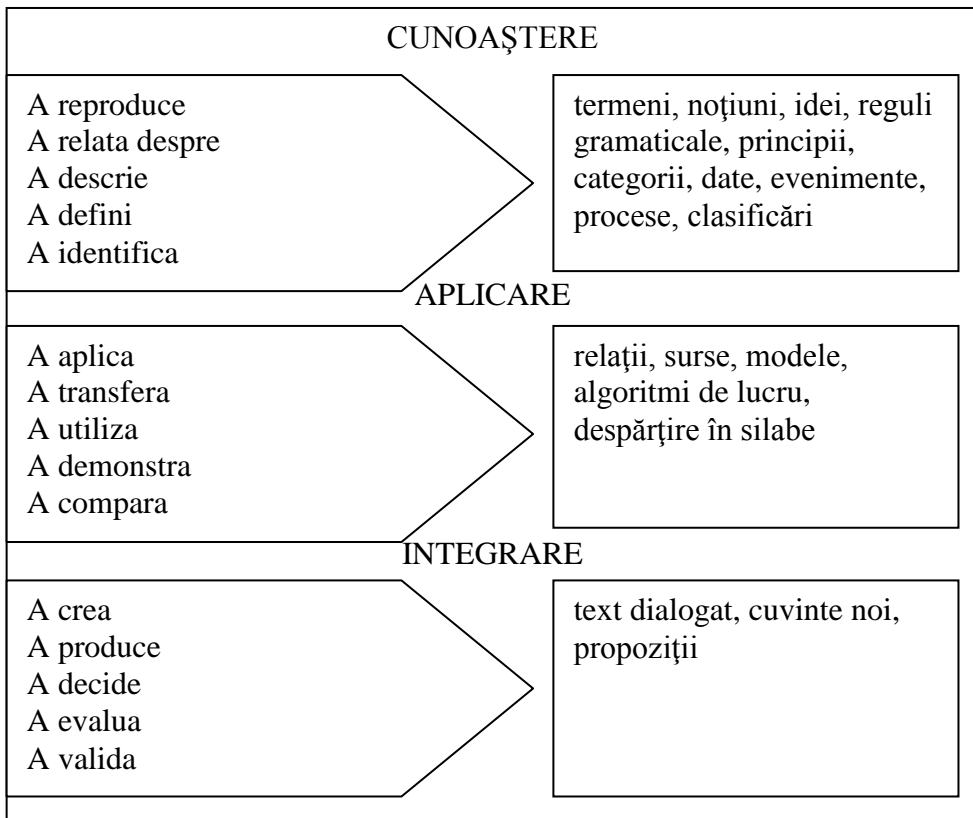 CUNOAŞTERE
A reproduce
A relata despre
A descrie
A defini
A identifica
termeni, noţiuni, idei, reguli
gramaticale, principii,
categorii, date, evenimente,
procese, clasificări
APLICARE
A aplica
A transfera
A utiliza
A demonstra
A compara
relaţii, surse, modele,
algoritmi de lucru,
despărţire în silabe
INTEGRARE
A crea
A produce
A decide
A evalua
A valida
text dialogat, cuvinte noi,
propoziţii